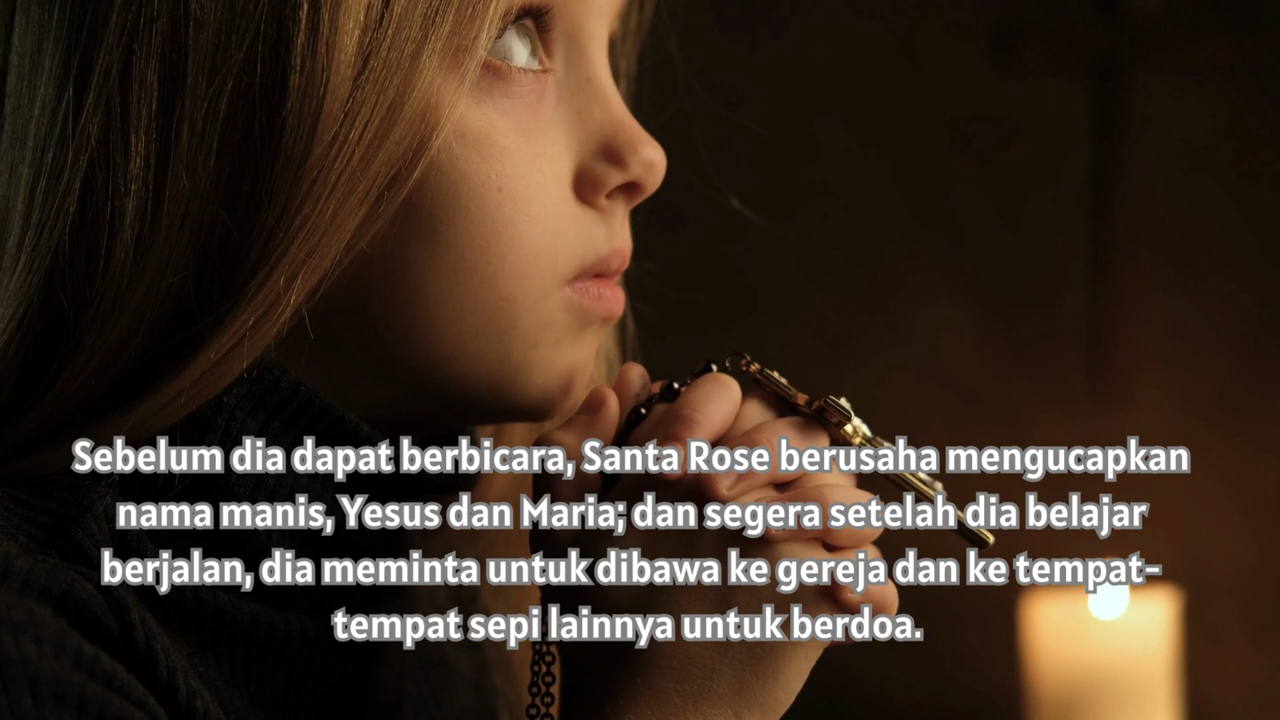 Sebelum dia dapat berbicara, Santa Rose berusaha mengucapkan
nama manis, Yesus dan Maria; dan segera setelah dia belajar
berjalan, dia meminta untuk dibawa ke gereja dan ke tempat-
tempat sepi lainnya untuk berdoa.